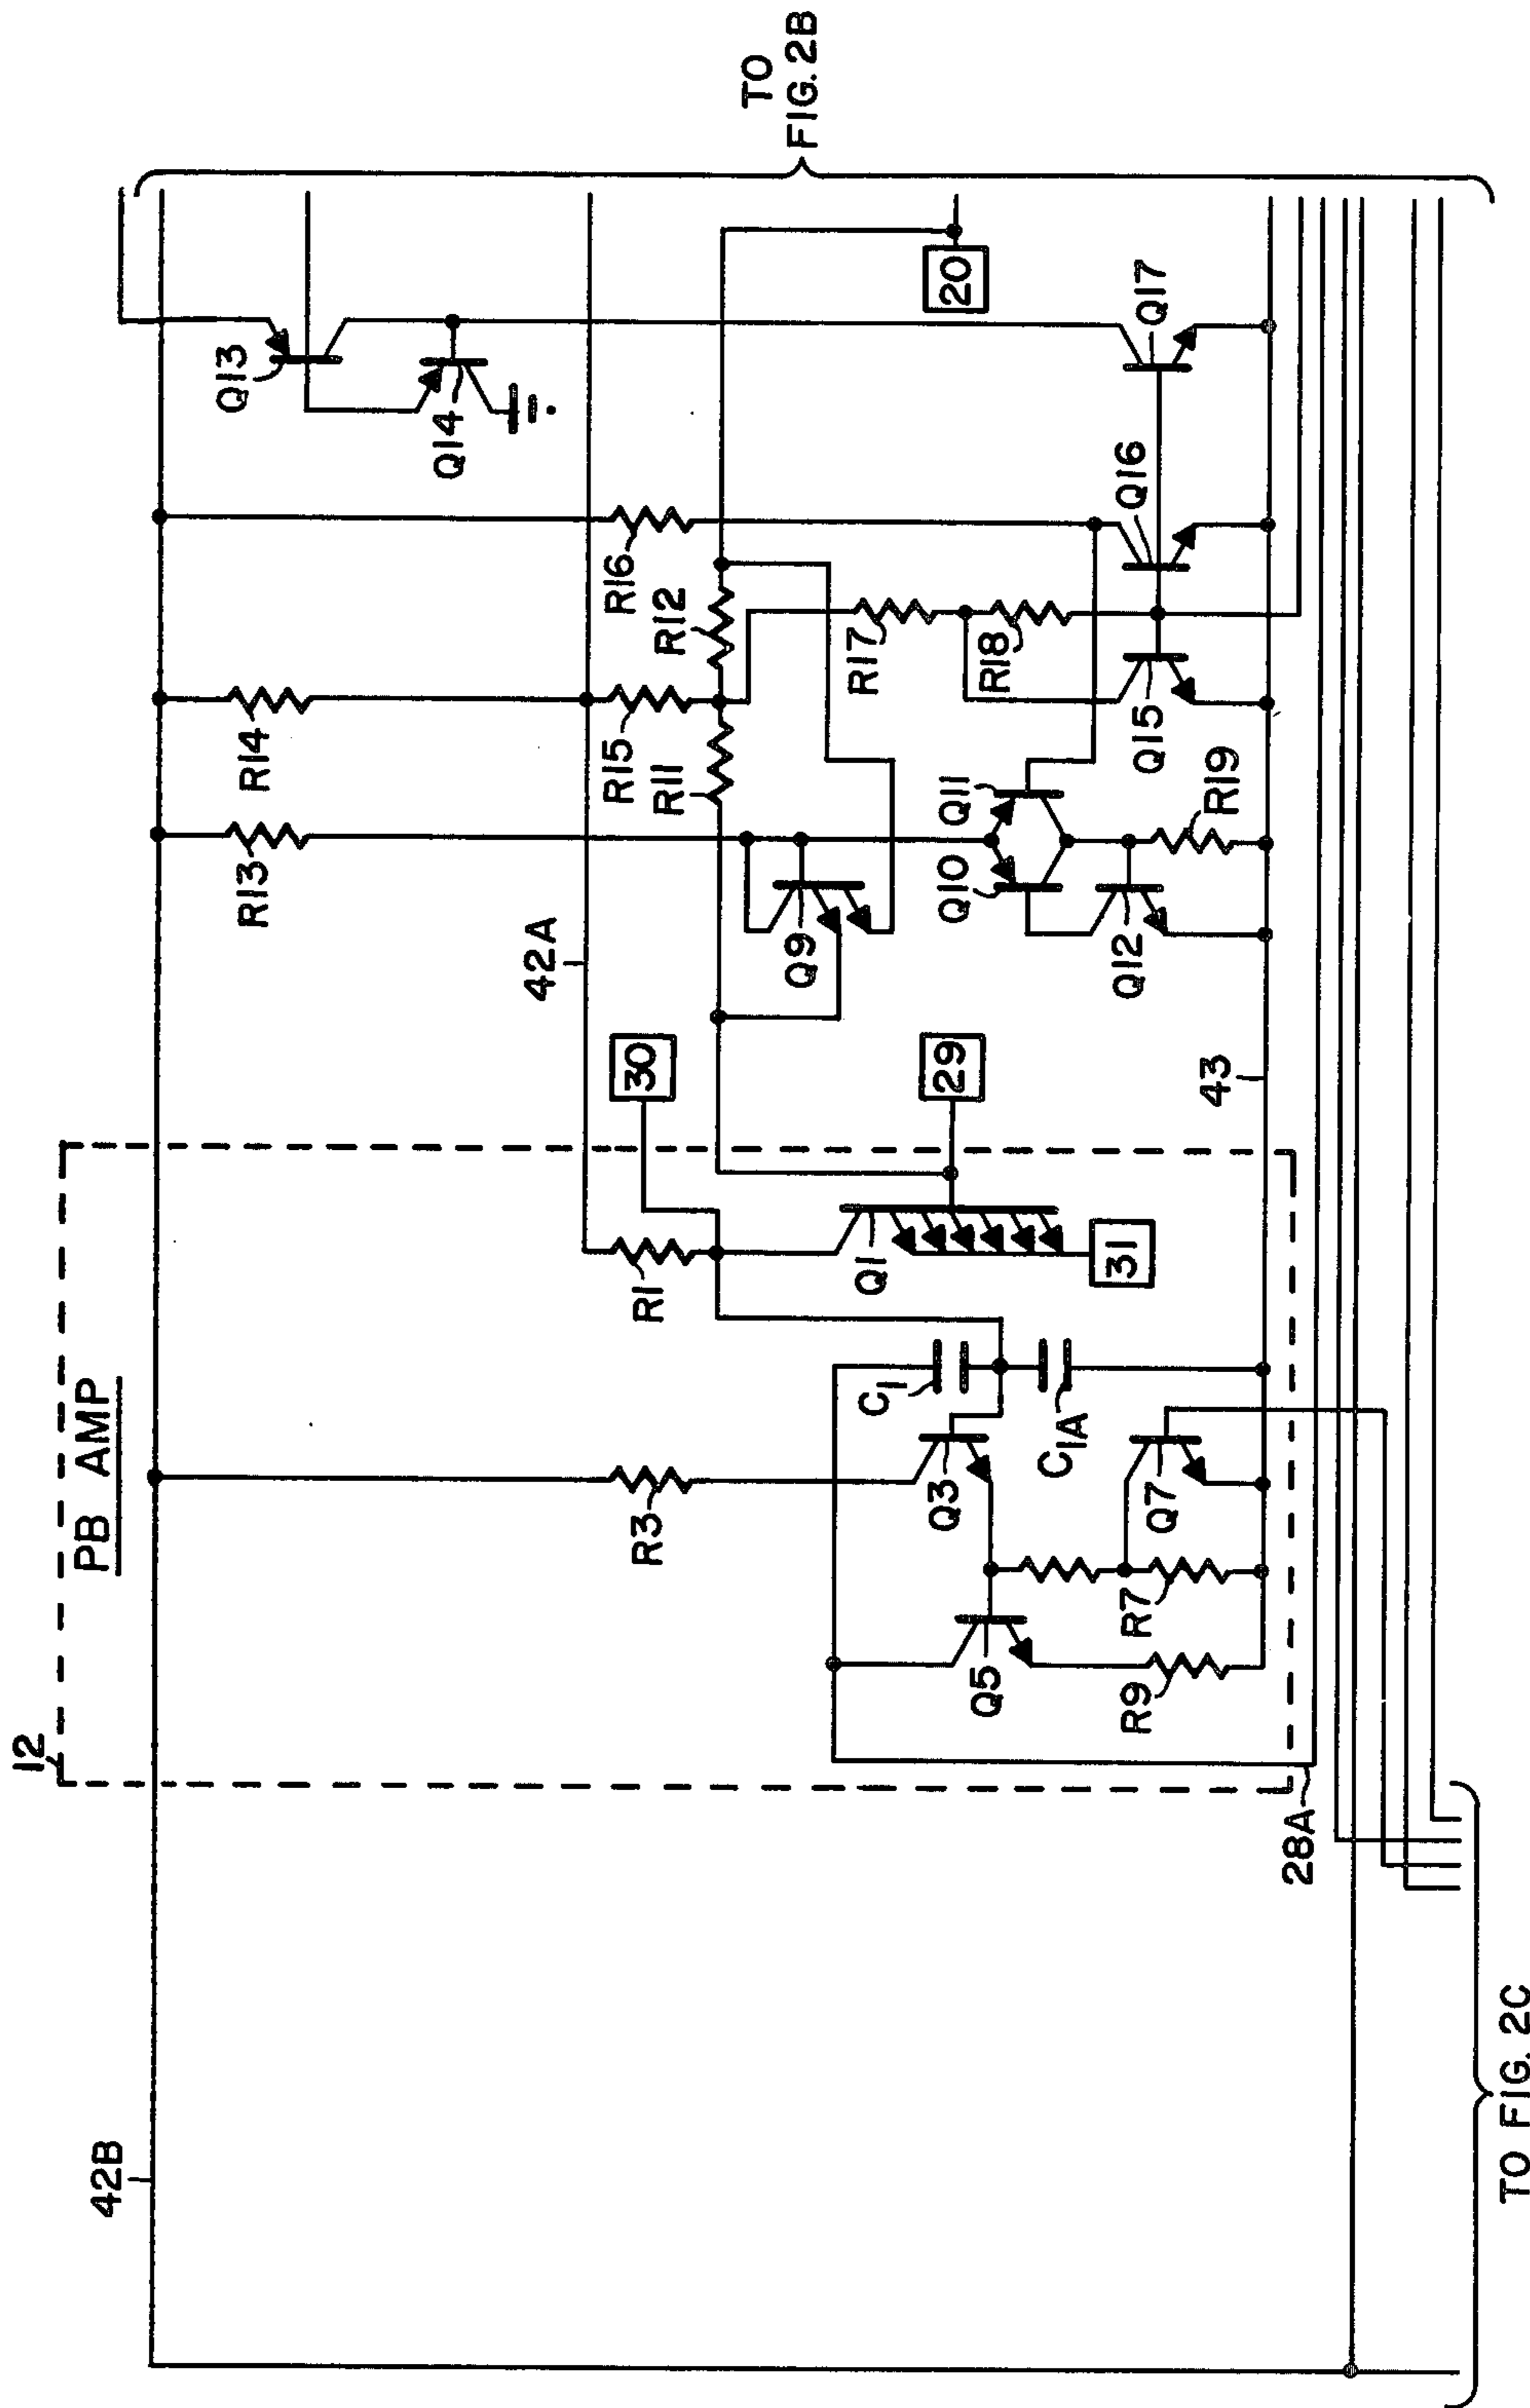 12
PB AMP
42B
TO
FIG. 2B
Q13
Q14
R13
R14
42A
30
R1
R3
R15
R11
R12
R16
Q9
20
29
Q1
31
C1
C1A
Q3
Q5
Q7
R7
R9
R17
R18
Q10
Q11
Q12
R19
Q15
Q16
Q17
43
28A
TO FIG. 2C